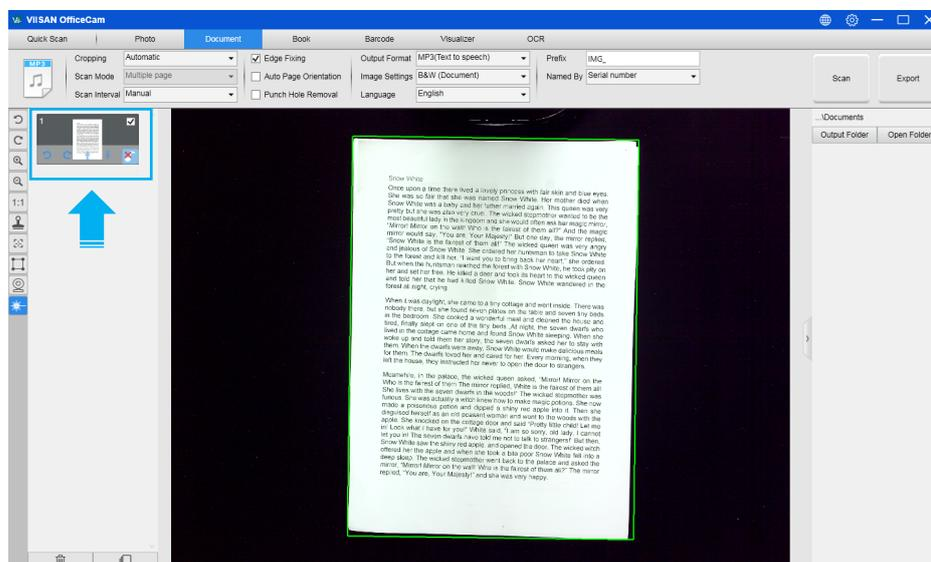 VIISAN OfficeCam
Quick Scan
Photo
Document
Book
Barcode
Visualizer
OCR
MP3
Cropping Automatic
Scan Mode Multiple page
Scan Interval Manual
Edge Fixing
Auto Page Orientation
Punch Hole Removal
Output Format MP3(Text to speech)
Image Settings B&W (Document)
Language English
Prefix IMG_
Named By Serial number
Scan
Export
1:1
1
...\Documents
Output Folder
Open Folder
Snow White
Once upon a time there lived a lovely princess with fair skin and blue eyes.
She was so fair that she was named Snow White. Her mother died when
Snow White was a baby and her father married again. This queen was very
pretty but she was also very cruel. The wicked stepmother wanted to be the
most beautiful lady in the kingdom and she would often ask her magic mirror,
"Mirror! Mirror on the wall! Who is the fairest of them all?" And the magic
mirror would say, "You are, Your Majesty!" But one day, the mirror replied,
"Snow White is the fairest of them all!" The wicked queen was very angry
and jealous of Snow White. She ordered her huntsman to take Snow White
to the forest and kill her. "I want you to bring back her heart," she ordered.
But when the huntsman reached the forest with Snow White, he took pity on
her and set her free. He killed a deer and took its heart to the wicked queen
and told her that he had killed Snow White. Snow White wandered in the
forest all night, crying.
When it was daylight, she came to a tiny cottage and went inside. There was
nobody there, but she found seven plates on the table and seven tiny beds
in the bedroom. She cooked a wonderful meal and cleaned the house and
tired, finally slept on one of the tiny beds. At night, the seven dwarfs who
lived in the cottage came home and found Snow White sleeping. When she
woke up and told them her story, the seven dwarfs asked her to stay with
them. When the dwarfs were away, Snow White would make delicious meals
for them. The dwarfs loved her and cared for her. Every morning, when they
left the house, they instructed her never to open the door to strangers.
Meanwhile, in the palace, the wicked queen asked, "Mirror! Mirror on the
Who is the fairest of them The mirror replied, White is the fairest of them all!
She lives with the seven dwarfs in the woods!" The wicked stepmother was
furious. She was actually a witch knew how to make magic potions. She now
made a poisonous potion and dipped a shiny red apple into it. Then she
disguised herself as an old peasant woman and went to the woods with the
apple. She knocked on the cottage door and said "Pretty little child! Let me
in! Look what I have for you!" White said, "I am so sorry, old lady, I cannot
let you in! The seven dwarfs have told me not to talk to strangers!" But then,
Snow White saw the shiny red apple, and opened the door. The wicked witch
offered her the apple and when she took a bite poor Snow White fell into a
deep sleep. The wicked stepmother went back to the palace and asked the
mirror, "Mirror! Mirror on the wall! Who is the fairest of them all?" The mirror
replied, "You are, Your Majesty!" and she was very happy.